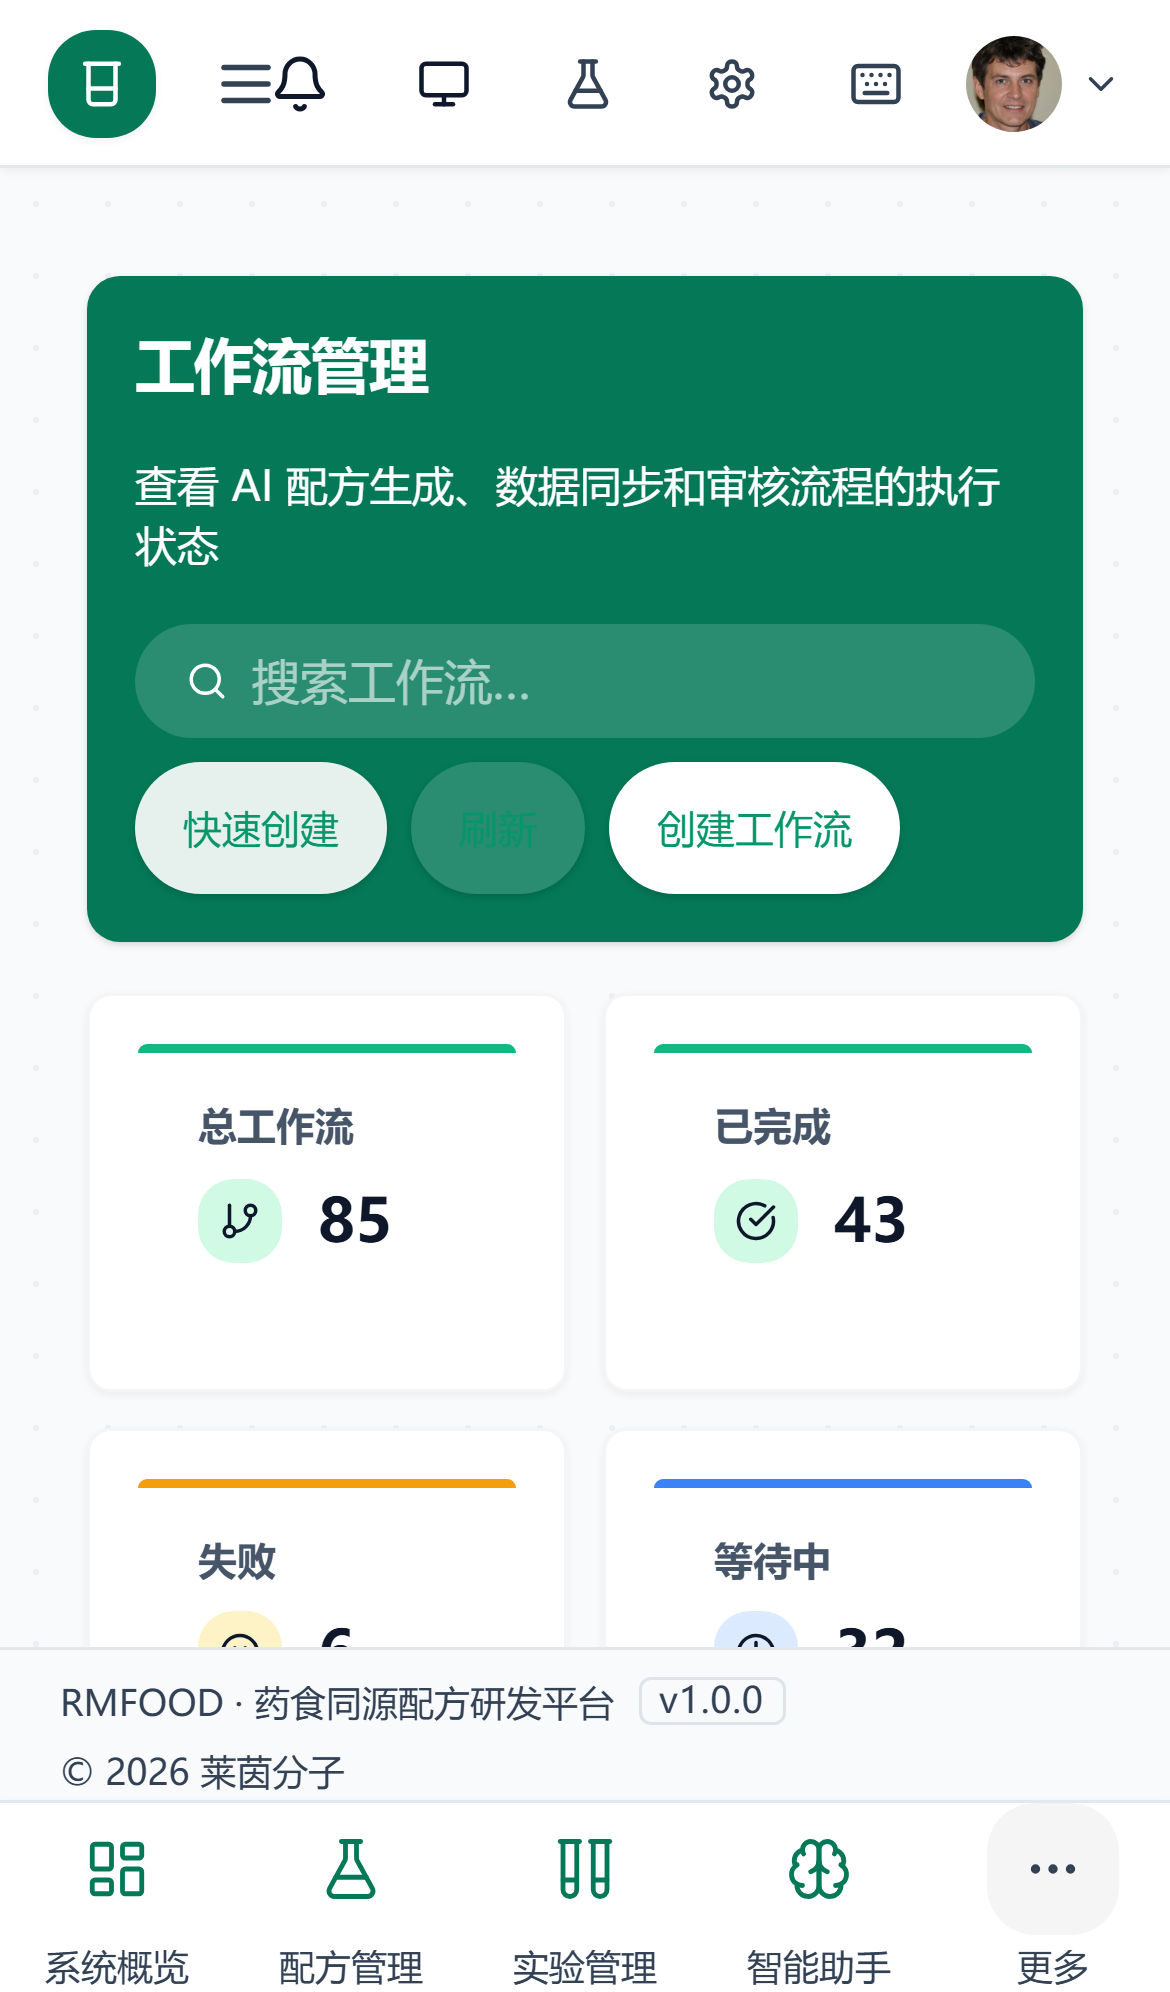 工作流管理
查看 AI 配方生成、数据同步和审核流程的执行
状态
搜索工作流...
快速创建
刷新
创建工作流
总工作流
已完成
85
43
失败
等待中
6
32
RMFOOD · 药食同源配方研发平台 v1.0.0
© 2026 莱茵分子
系统概览
配方管理
实验管理
智能助手
更多